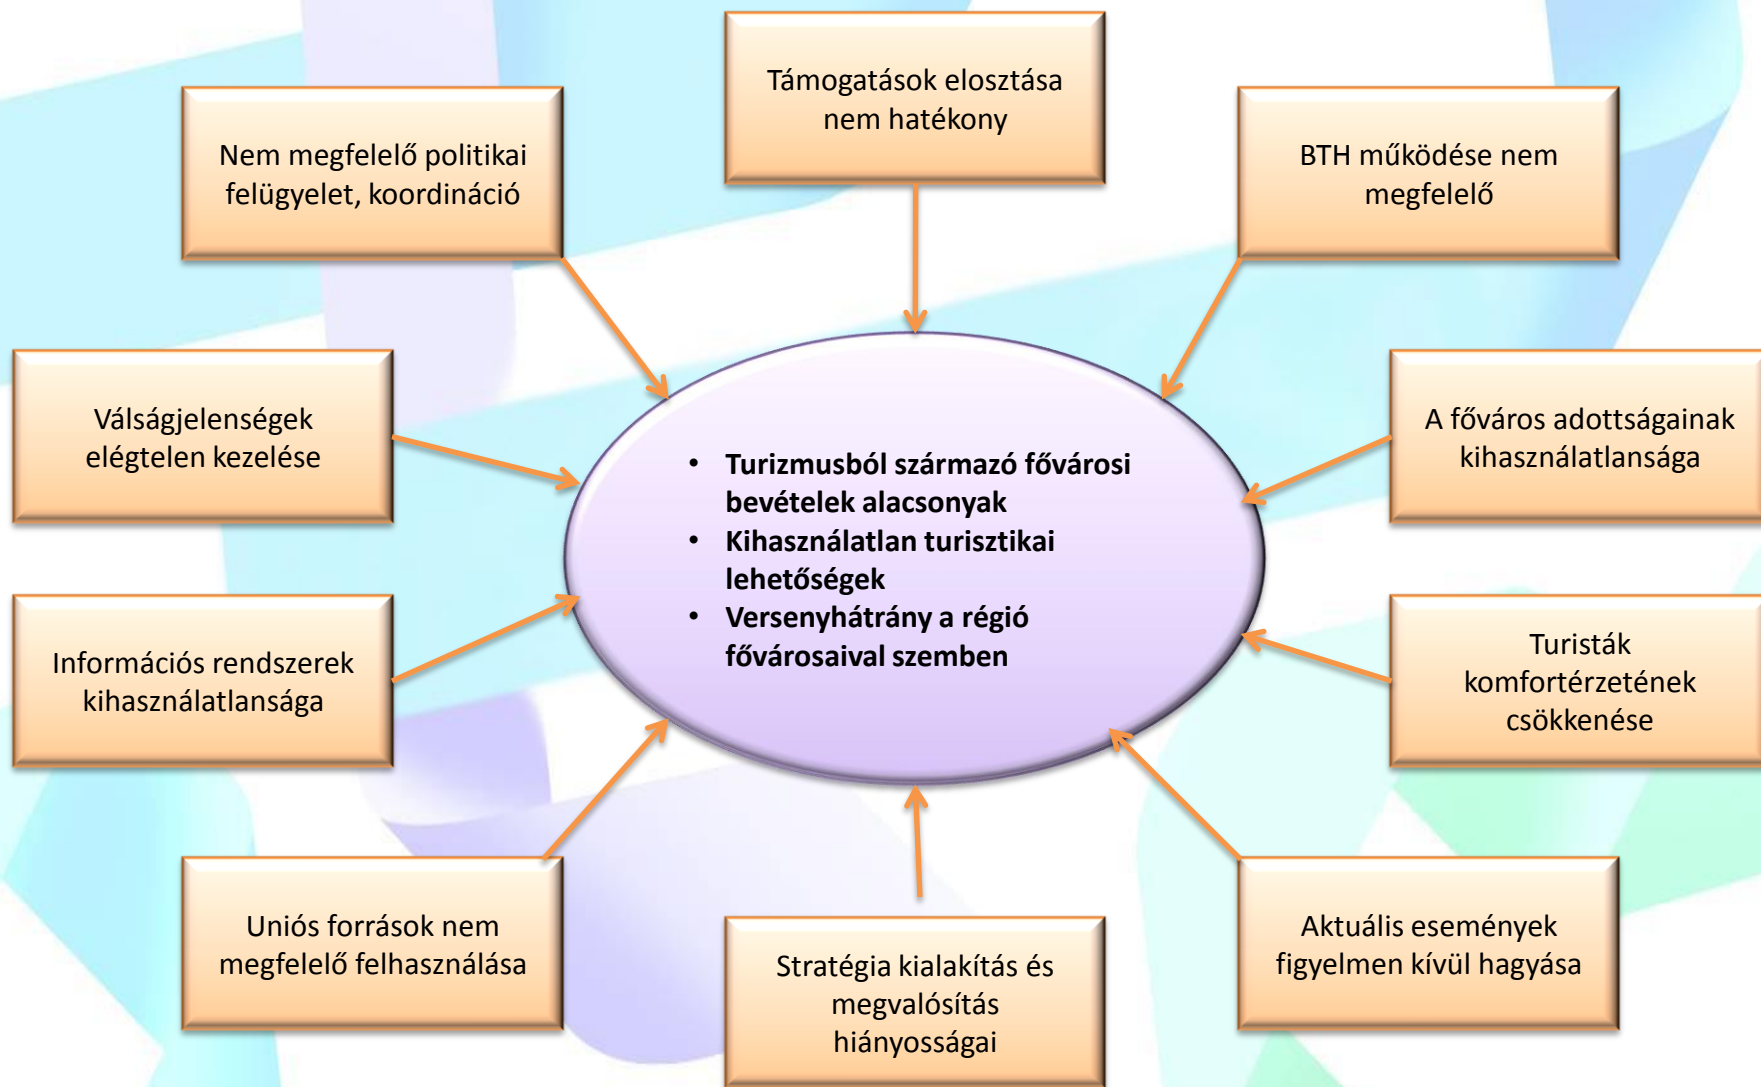 Támogatások elosztása
nem hatékony
Nem megfelelő politikai
felügyelet, koordináció
BTH működése nem
megfelelő
Válságjelenségek
elégtelen kezelése
A főváros adottságainak
kihasználatlansága
• Turizmusból származó fővárosi
bevételek alacsonyak
• Kihasználatlan turisztikai
lehetőségek
• Versenyhátrány a régió
fővárosaival szemben
Információs rendszerek
kihasználatlansága
Turisták
komfortérzetének
csökkenése
Uniós források nem
megfelelő felhasználása
Stratégia kialakítás és
megvalósítás
hiányosságai
Aktuális események
figyelmen kívül hagyása